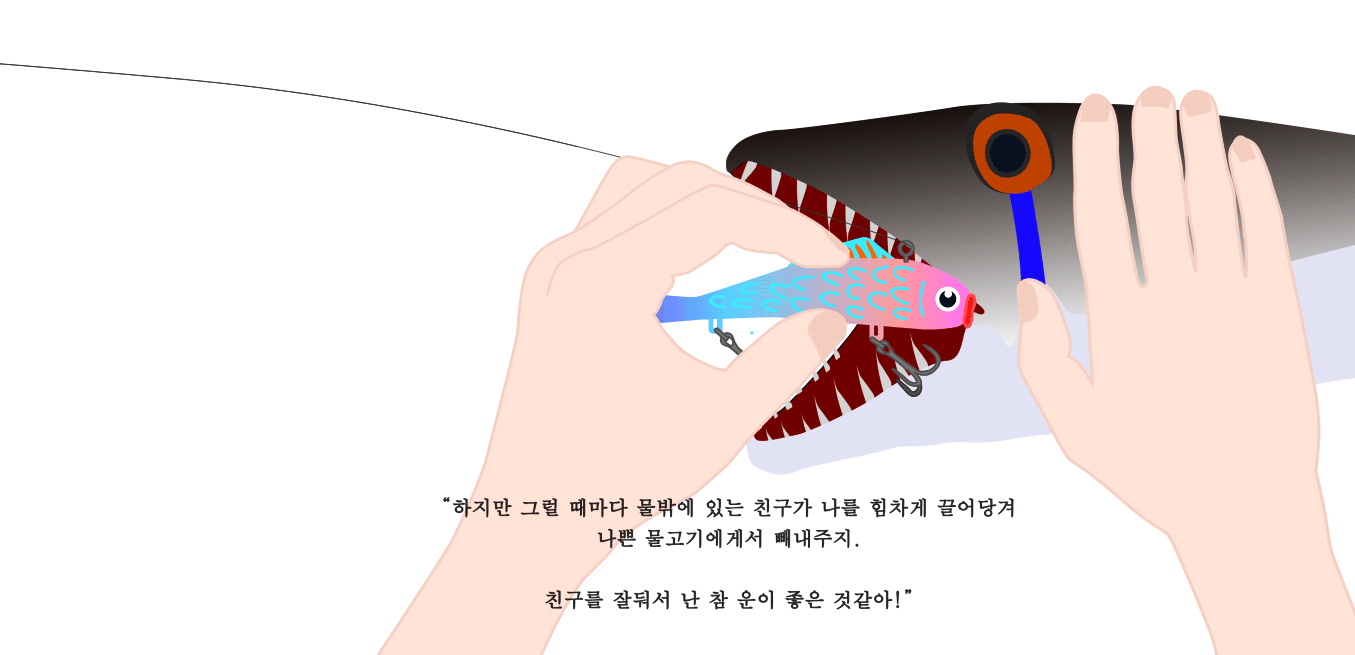 “하지만 그럴 때마다 물밖에 있는 친구가 나를 힘차게 끌어당겨
나쁜 물고기에게서 빼내주지.
친구를 잘둬서 난 참 운이 좋은 것같아!”